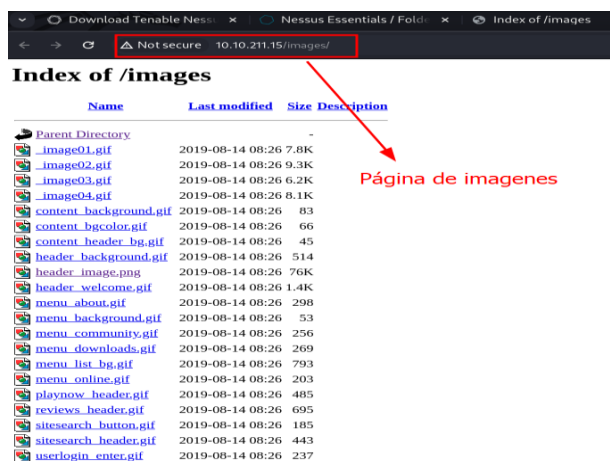 Download Tenable Nessu
Nessus Essentials / Folde
Index of /images
Not secure 10.10.211.15/images/
Index of /images
Name Last modified Size Description
Parent Directory -
_image01.gif 2019-08-14 08:26 7.8K
_image02.gif 2019-08-14 08:26 9.3K
_image03.gif 2019-08-14 08:26 6.2K
_image04.gif 2019-08-14 08:26 8.1K
Página de imagenes
content_background.gif 2019-08-14 08:26 83
content_bgcolor.gif 2019-08-14 08:26 66
content_header_bg.gif 2019-08-14 08:26 45
header_background.gif 2019-08-14 08:26 514
header_image.png 2019-08-14 08:26 76K
header_welcome.gif 2019-08-14 08:26 1.4K
menu_about.gif 2019-08-14 08:26 298
menu_background.gif 2019-08-14 08:26 53
menu_community.gif 2019-08-14 08:26 256
menu_downloads.gif 2019-08-14 08:26 269
menu_list_bg.gif 2019-08-14 08:26 793
menu_online.gif 2019-08-14 08:26 203
playnow_header.gif 2019-08-14 08:26 485
reviews_header.gif 2019-08-14 08:26 695
sitesearch_button.gif 2019-08-14 08:26 185
sitesearch_header.gif 2019-08-14 08:26 443
userlogin_enter.gif 2019-08-14 08:26 237